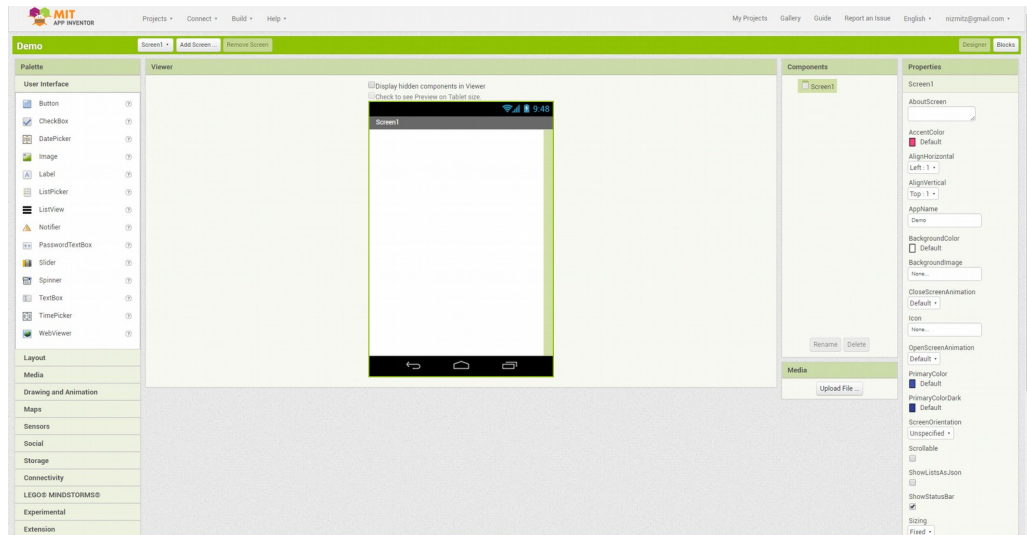 MIT
APP INVENTOR
Projects
Connect
Build
Help
My Projects
Gallery
Guide
Report an Issue
English
nizmitz@gmail.com
Demo
Screen1
Add Screen ...
Remove Screen
Designer
Blocks
Palette
User Interface
Button
CheckBox
DatePicker
Image
Label
ListPicker
ListView
Notifier
PasswordTextBox
Slider
Spinner
TextBox
TimePicker
WebViewer
Layout
Media
Drawing and Animation
Maps
Sensors
Social
Storage
Connectivity
LEGO® MINDSTORMS®
Experimental
Extension
Viewer
Display hidden components in Viewer
Check to see Preview on Tablet size.
9:48
Screen1
Components
Screen1
Rename
Delete
Media
Upload File ...
Properties
Screen1
AboutScreen
AccentColor
Default
AlignHorizontal
Left : 1
AlignVertical
Top : 1
AppName
Demo
BackgroundColor
Default
BackgroundImage
None...
CloseScreenAnimation
Default
Icon
None...
OpenScreenAnimation
Default
PrimaryColor
Default
PrimaryColorDark
Default
ScreenOrientation
Unspecified
Scrollable
ShowListsAsJson
ShowStatusBar
Sizing
Fixed